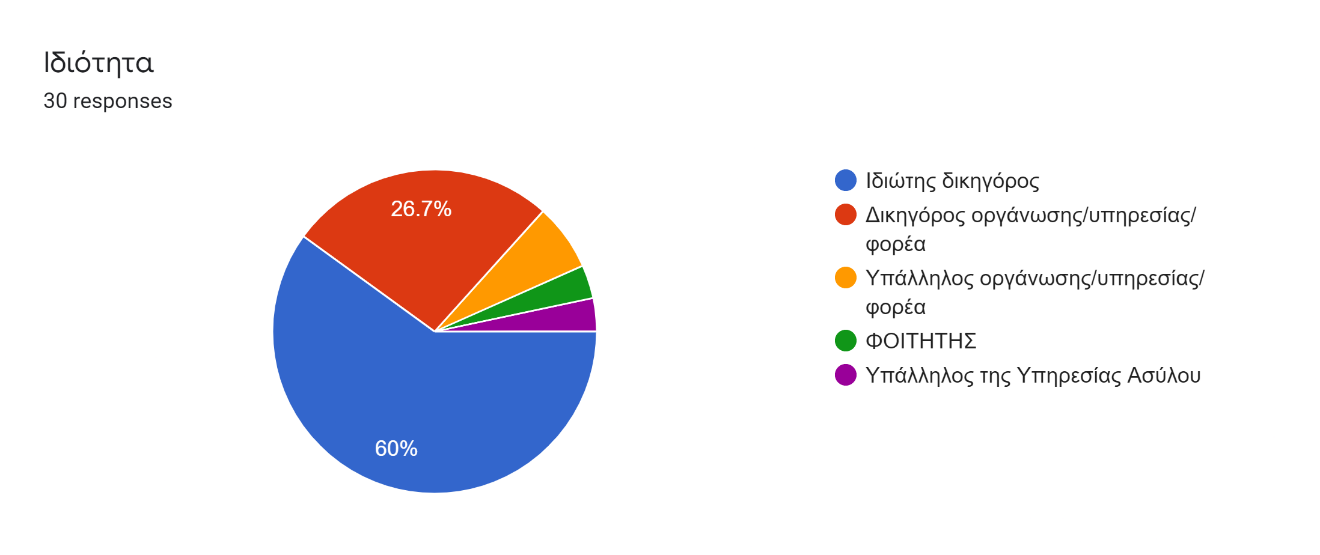 Ιδιότητα
30 responses
26.7%
60%
Ιδιώτης δικηγόρος
Δικηγόρος οργάνωσης/υπηρεσίας/
φορέα
Υπάλληλος οργάνωσης/υπηρεσίας/
φορέα
ΦΟΙΤΗΤΗΣ
Υπάλληλος της Υπηρεσίας Ασύλου